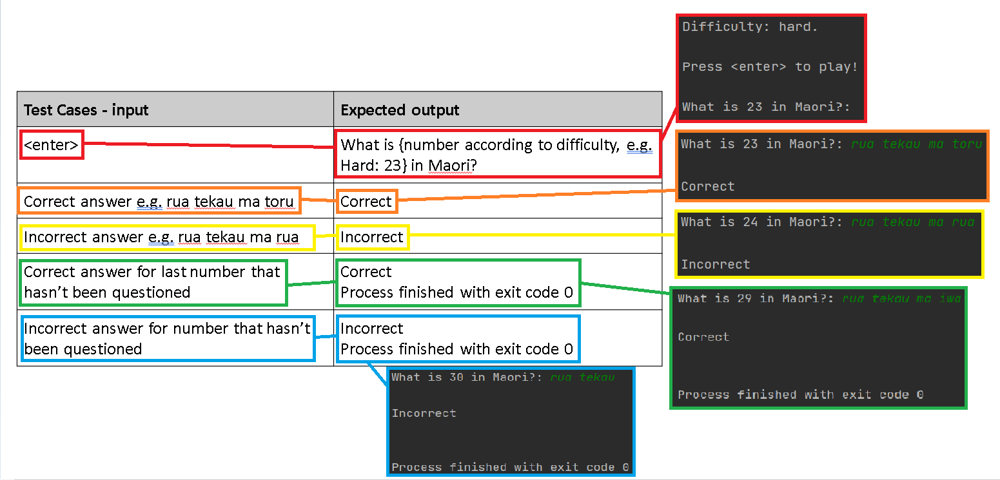 Difficulty: hard.
Press <enter> to play!
What is 23 in Maori?:
Test Cases - input
Expected output
<enter>
What is {number according to difficulty, e.g.
Hard: 23} in Maori?
What is 23 in Maori?: rua tekau ma toru
Correct
Correct answer e.g. rua tekau ma toru
Correct
Incorrect answer e.g. rua tekau ma rua
Incorrect
What is 24 in Maori?: rua tekau ma rua
Incorrect
Correct answer for last number that
hasn't been questioned
Correct
Process finished with exit code 0
What is 29 in Maori?: rua tekau ma iwa
Correct
Process finished with exit code 0
Incorrect answer for number that hasn't
been questioned
Incorrect
Process finished with exit code 0
What is 30 in Maori?: rua tekau
Incorrect
Process finished with exit code 0